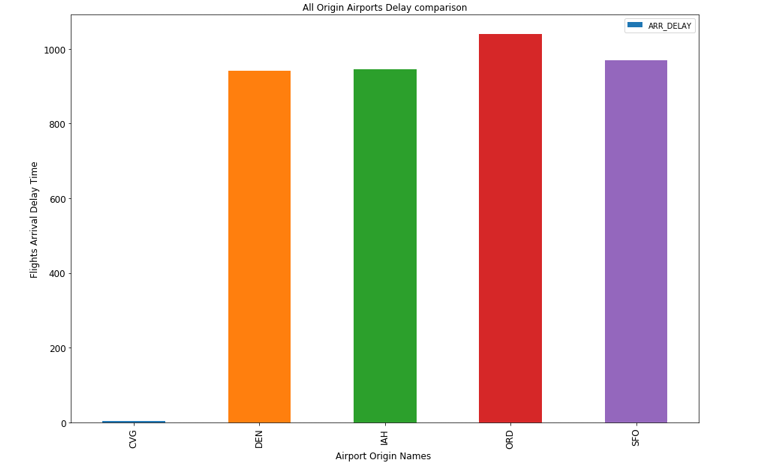 All Origin Airports Delay comparison
ARR_DELAY
1000
800
600
400
200
0
Flights Arrival Delay Time
CVG
DEN
IAH
ORD
SFO
Airport Origin Names